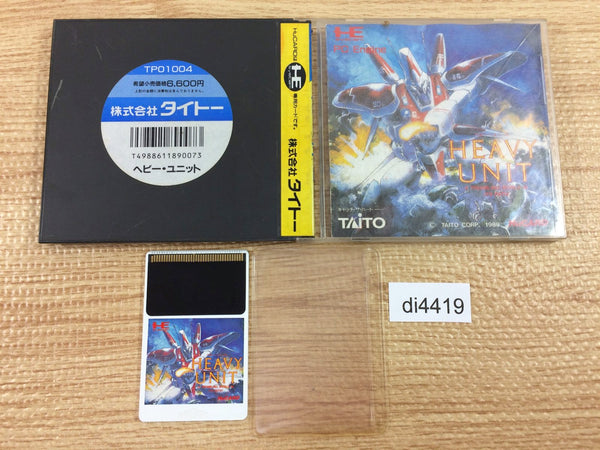 TP01004
希望小売価格6,600円
株式会社タイトー
T4988611890073
ヘビー・ユニット
HuCARD
HE
株式会社タイトー
HE
PC Engine
HEAVY
UNIT
TAITO
© TAITO CORP. 1989
di4419
HE
HEAVY
UNIT